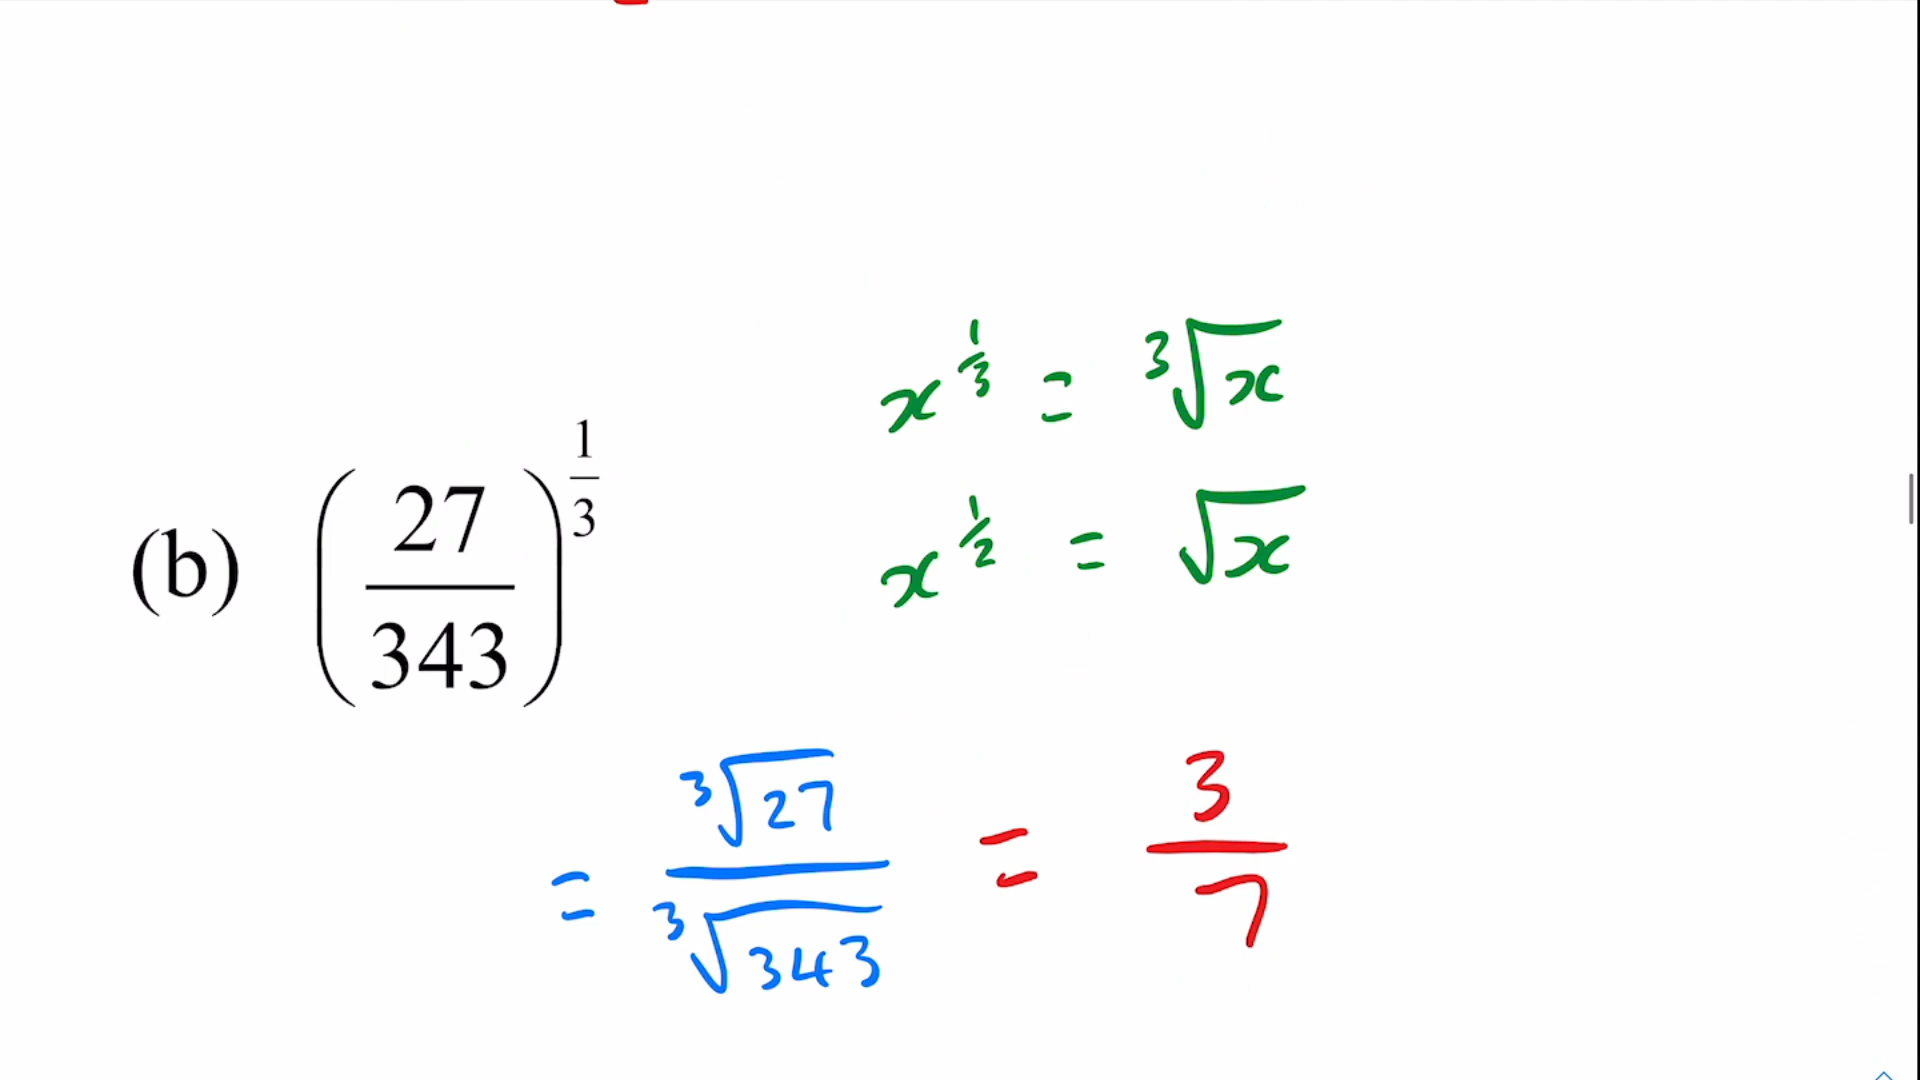 x^{1/3} = ∛x
(b) (27/343)^{1/3}
x^{1/2} = √x
= ∛27/∛343 = 3/7